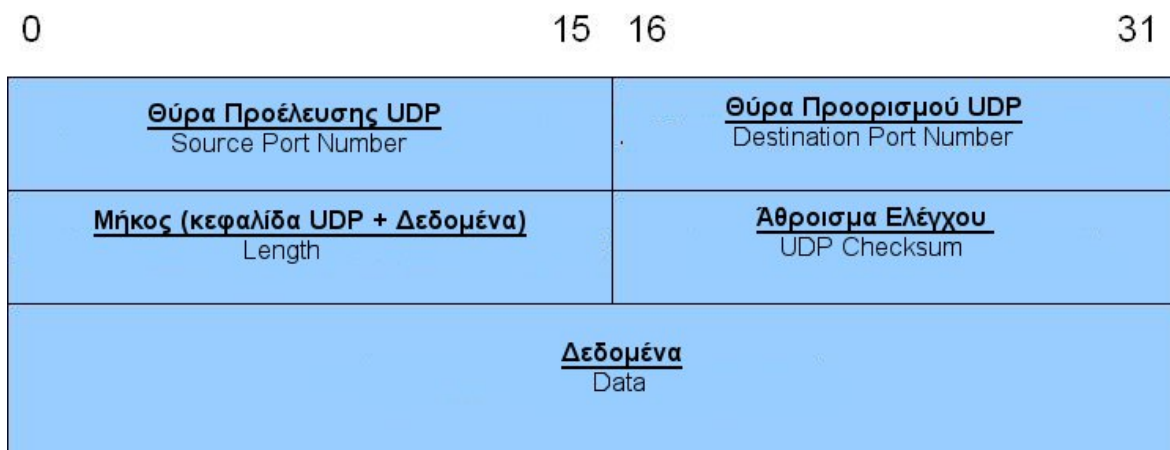 0 15 16 31
Θύρα Προέλευσης UDP
Source Port Number
Θύρα Προορισμού UDP
Destination Port Number
Μήκος (κεφαλίδα UDP + Δεδομένα)
Length
Άθροισμα Ελέγχου
UDP Checksum
Δεδομένα
Data